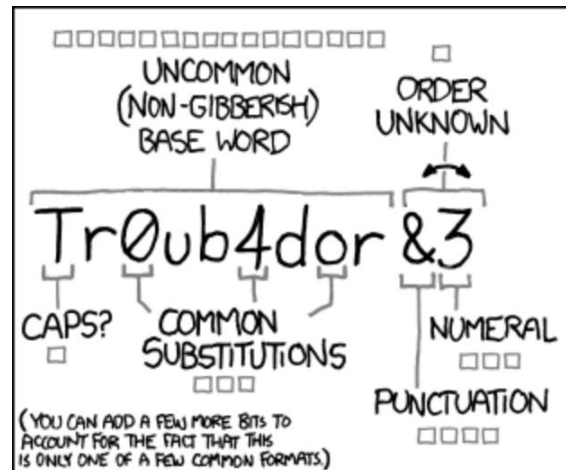 UNCOMMON
(NON-GIBBERISH)
BASE WORD
ORDER
UNKNOWN
Tr0ub4dor &3
CAPS?
COMMON
SUBSTITUTIONS
NUMERAL
PUNCTUATION
(YOU CAN ADD A FEW MORE BITS TO
ACCOUNT FOR THE FACT THAT THIS
IS ONLY ONE OF A FEW COMMON FORMATS.)